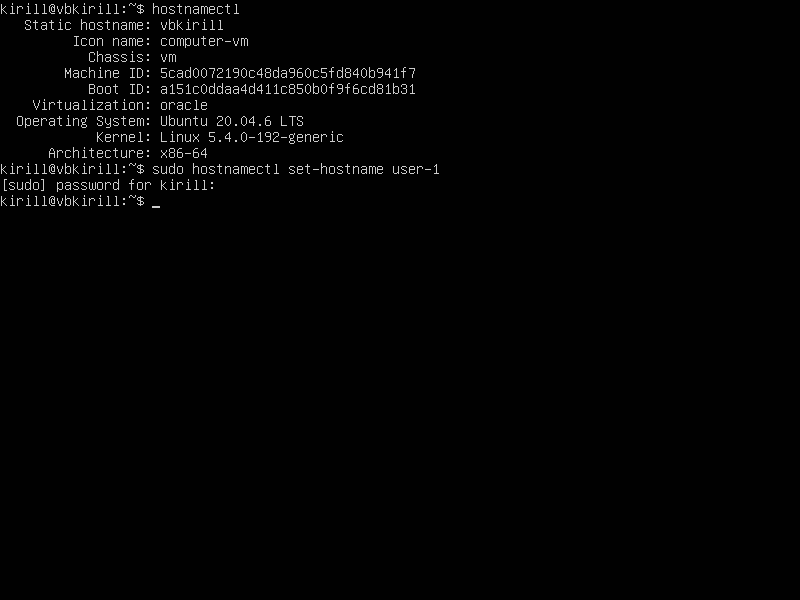 kirill@vbkirill:~$ hostnamectl
Static hostname: vbkirill
Icon name: computer-vm
Chassis: vm
Machine ID: 5cad0072190c48da960c5fd840b941f7
Boot ID: a151c0ddaa4d411c850b0f9f6cd81b31
Virtualization: oracle
Operating System: Ubuntu 20.04.6 LTS
Kernel: Linux 5.4.0-192-generic
Architecture: x86-64
kirill@vbkirill:~$ sudo hostnamectl set-hostname user-1
[sudo] password for kirill:
kirill@vbkirill:~$ _